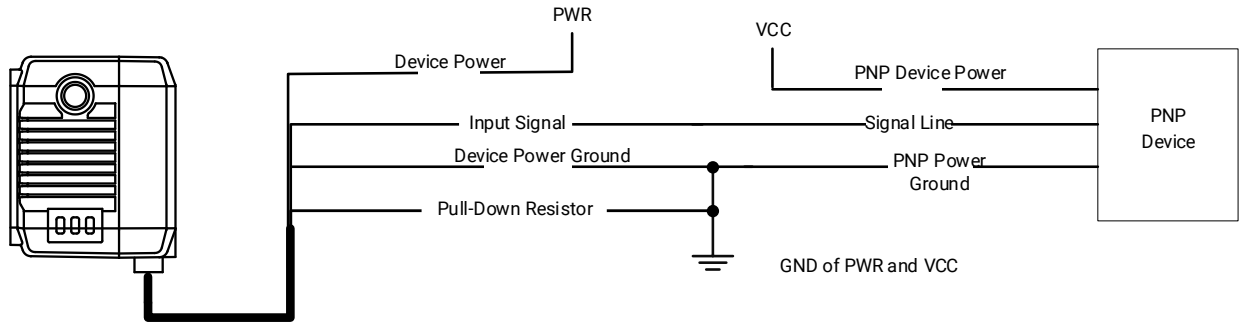 PWR
VCC
Device Power
PNP Device Power
Input Signal
Signal Line
PNP
Device
Device Power Ground
PNP Power
Ground
Pull-Down Resistor
GND of PWR and VCC